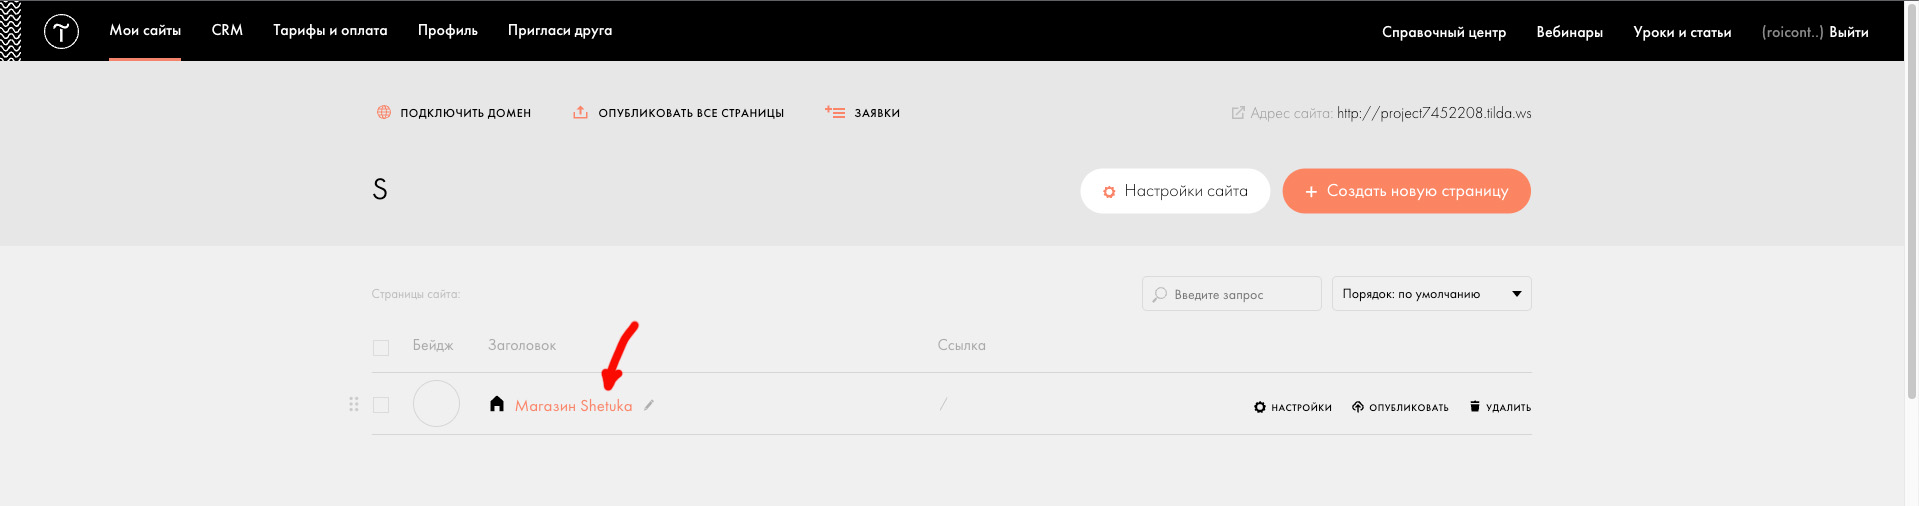 Мои сайты CRM Тарифы и оплата Профиль Пригласи друга Справочный центр Вебинары Уроки и статьи (roicont..) Выйти
ПОДКЛЮЧИТЬ ДОМЕН ОПУБЛИКОВАТЬ ВСЕ СТРАНИЦЫ ЗАЯВКИ Адрес сайта: http://project7452208.tilda.ws
S Настройки сайта + Создать новую страницу
Страницы сайта: Введите запрос Порядок: по умолчанию
Бейдж Заголовок Ссылка
Магазин Shetuka / НАСТРОЙКИ ОПУБЛИКОВАТЬ УДАЛИТЬ